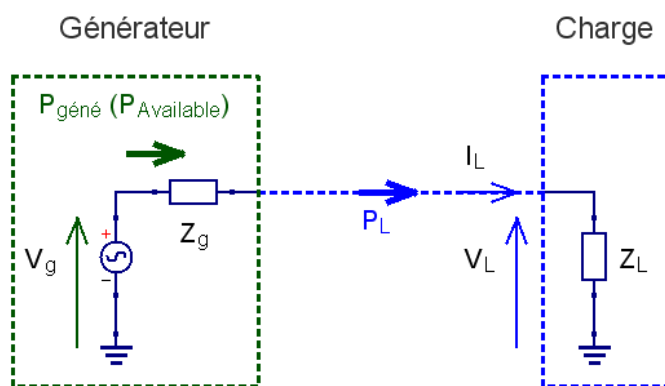 Générateur
Charge
Pgéné (PAvailable)
IL
Zg
PL
+
Vg
−
VL
ZL